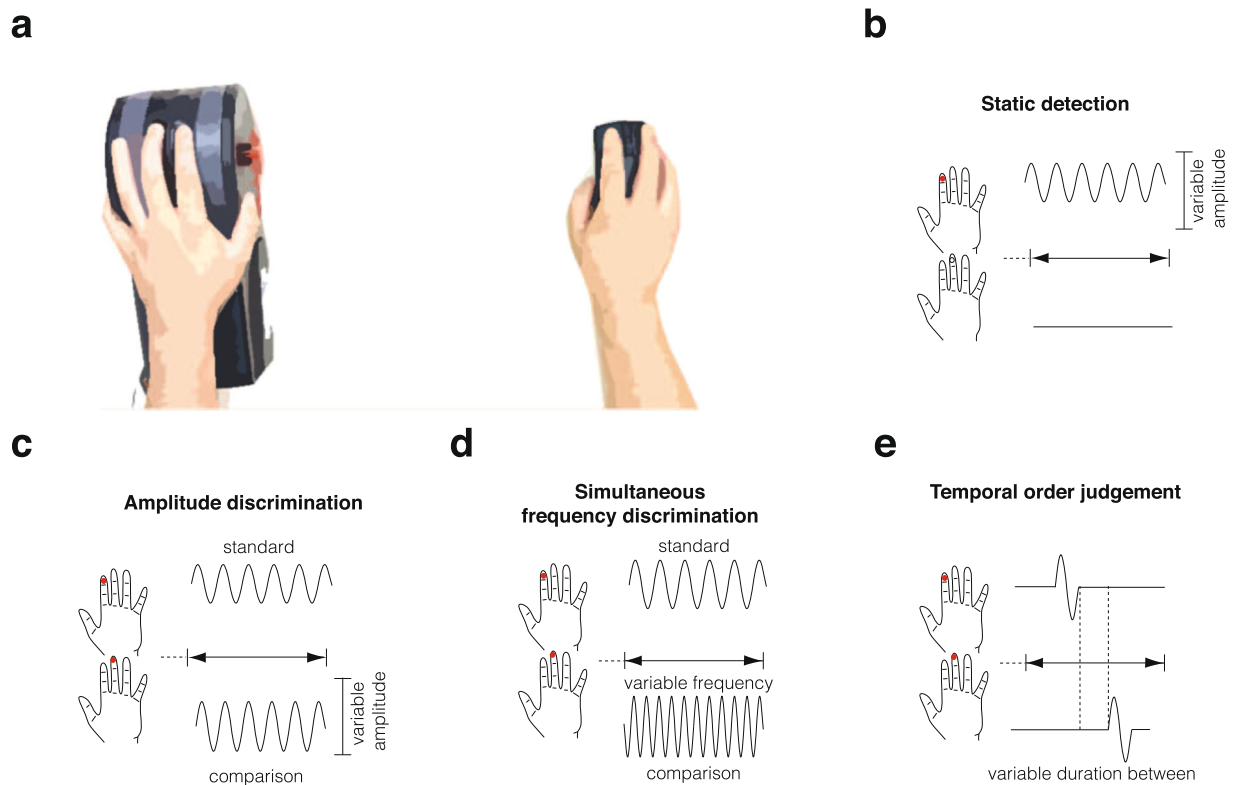 a
b
Static detection
variable
amplitude
c
Amplitude discrimination
standard
variable
amplitude
comparison
d
Simultaneous
frequency discrimination
standard
variable frequency
comparison
e
Temporal order judgement
variable duration between